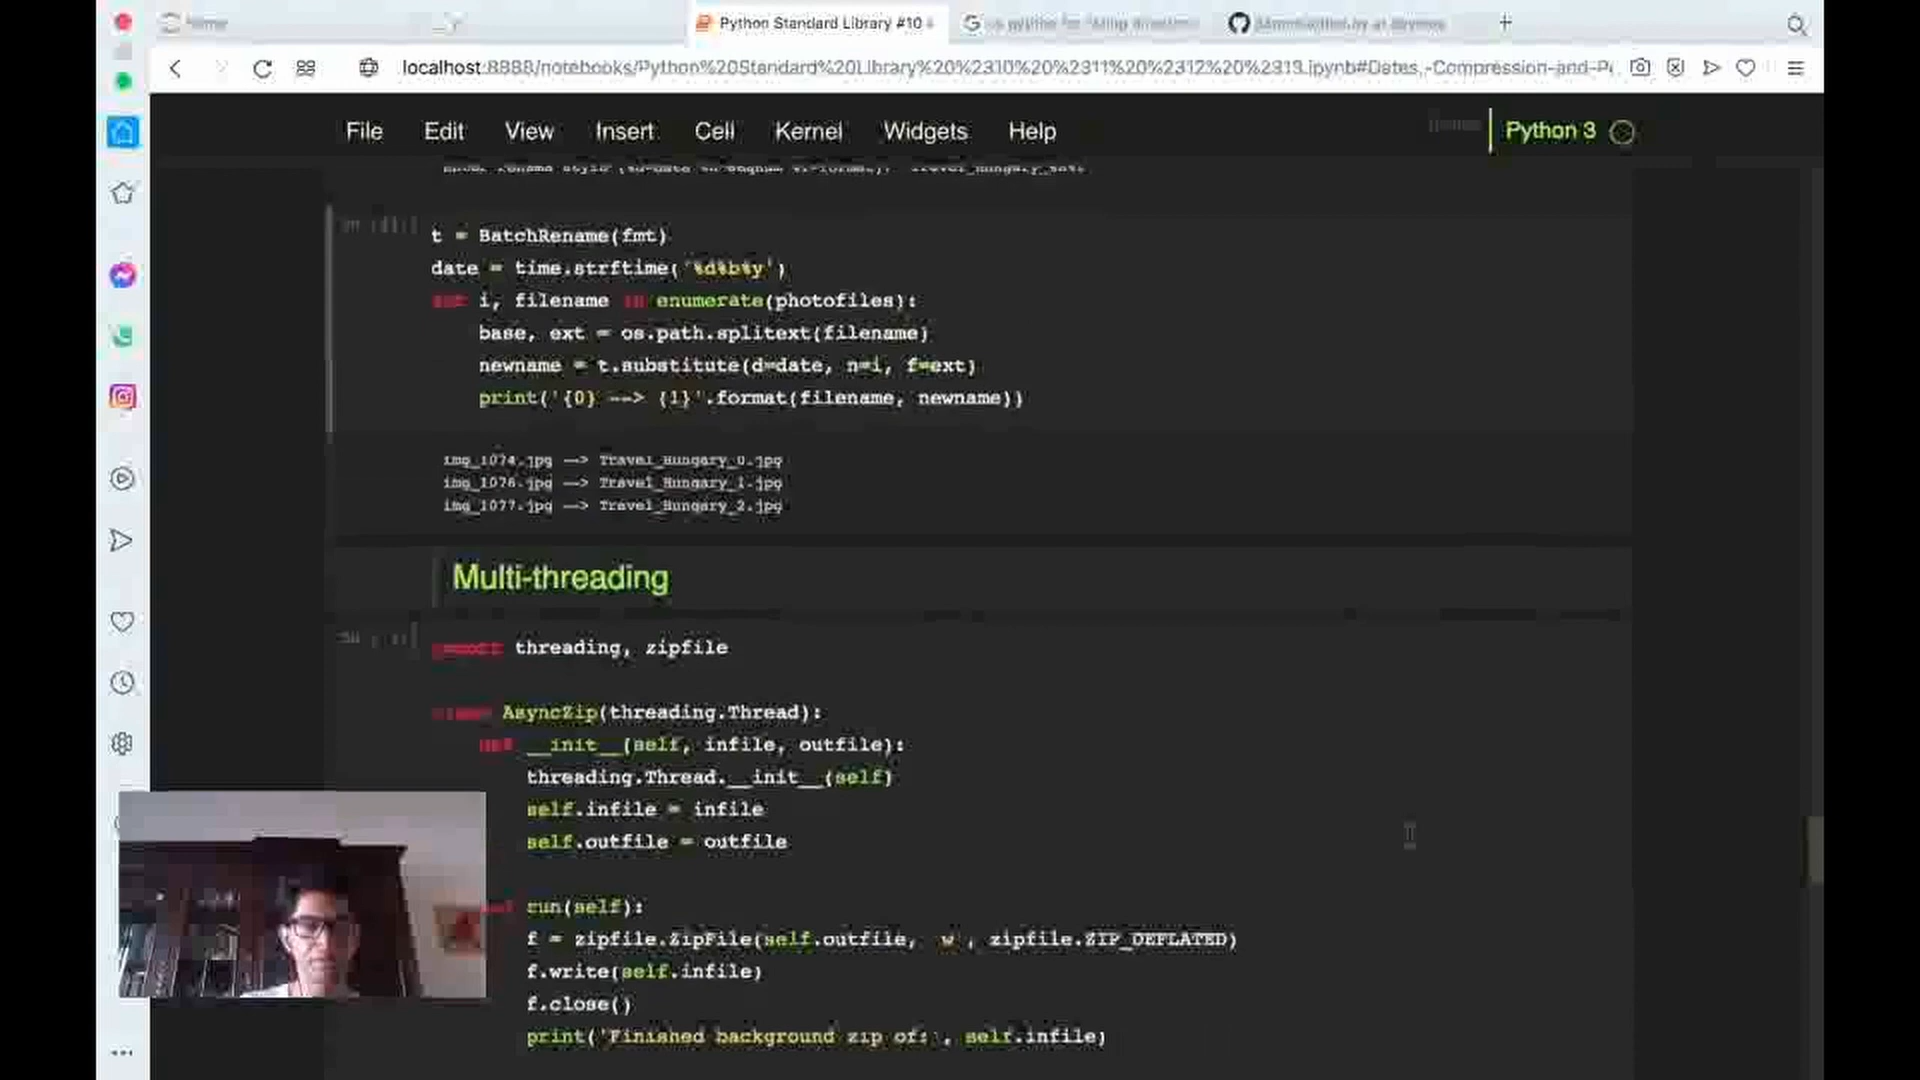 Python Standard Library #10
localhost:8888/notebooks/Python%20Standard%20Library%20%2310%20%2311%20%2312%20%2313.ipynb#Dates,-Compression-and-P
File Edit View Insert Cell Kernel Widgets Help
Python 3
t = BatchRename(fmt)
date = time.strftime('%d%b%y')
for i, filename in enumerate(photofiles):
base, ext = os.path.splitext(filename)
newname = t.substitute(d=date, n=i, f=ext)
print('{0} --> {1}'.format(filename, newname))
img_1074.jpg --> Travel_Hungary_0.jpg
img_1076.jpg --> Travel_Hungary_1.jpg
img_1077.jpg --> Travel_Hungary_2.jpg
Multi-threading
import threading, zipfile
class AsyncZip(threading.Thread):
def __init__(self, infile, outfile):
threading.Thread.__init__(self)
self.infile = infile
self.outfile = outfile
run(self):
f = zipfile.ZipFile(self.outfile, 'w', zipfile.ZIP_DEFLATED)
f.write(self.infile)
f.close()
print('Finished background zip of:', self.infile)